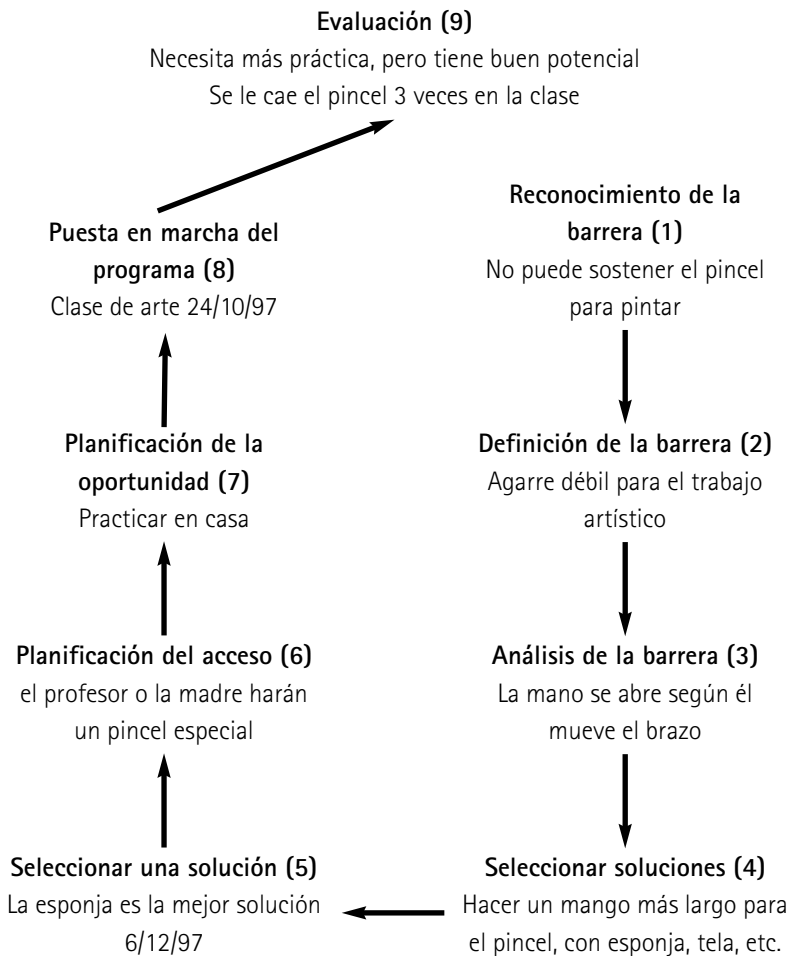 Evaluación (9)
Necesita más práctica, pero tiene buen potencial
Se le cae el pincel 3 veces en la clase
Reconocimiento de la
barrera (1)
No puede sostener el pincel
para pintar
Definición de la barrera (2)
Agarre débil para el trabajo
artístico
Análisis de la barrera (3)
La mano se abre según él
mueve el brazo
Seleccionar soluciones (4)
Hacer un mango más largo para
el pincel, con esponja, tela, etc.
Seleccionar una solución (5)
La esponja es la mejor solución
6/12/97
Planificación del acceso (6)
el profesor o la madre harán
un pincel especial
Planificación de la
oportunidad (7)
Practicar en casa
Puesta en marcha del
programa (8)
Clase de arte 24/10/97